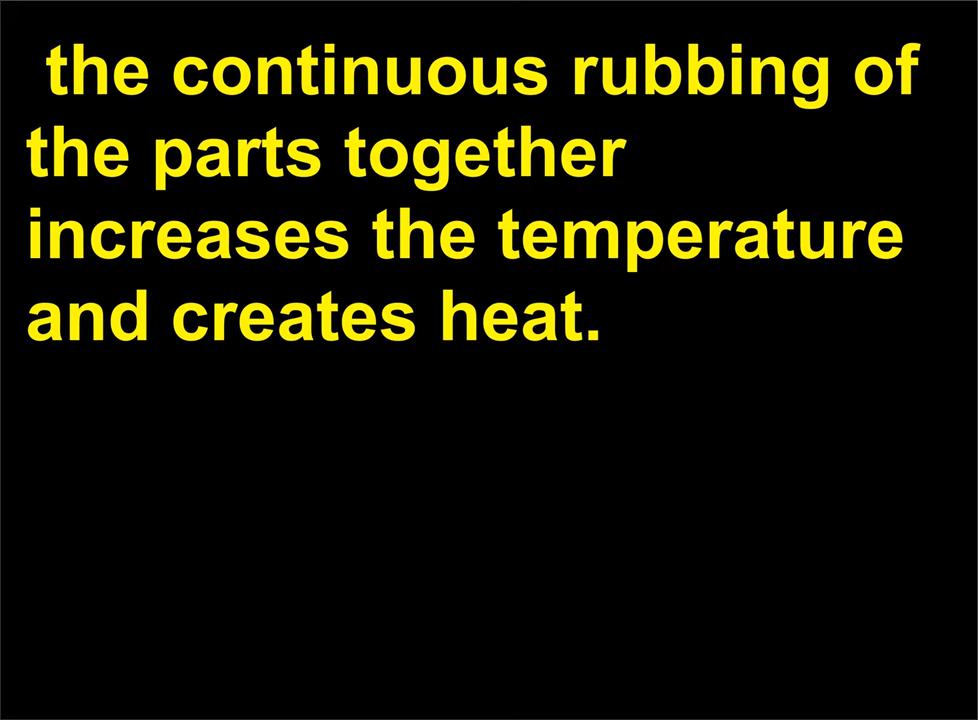 the continuous rubbing of
the parts together
increases the temperature
and creates heat.